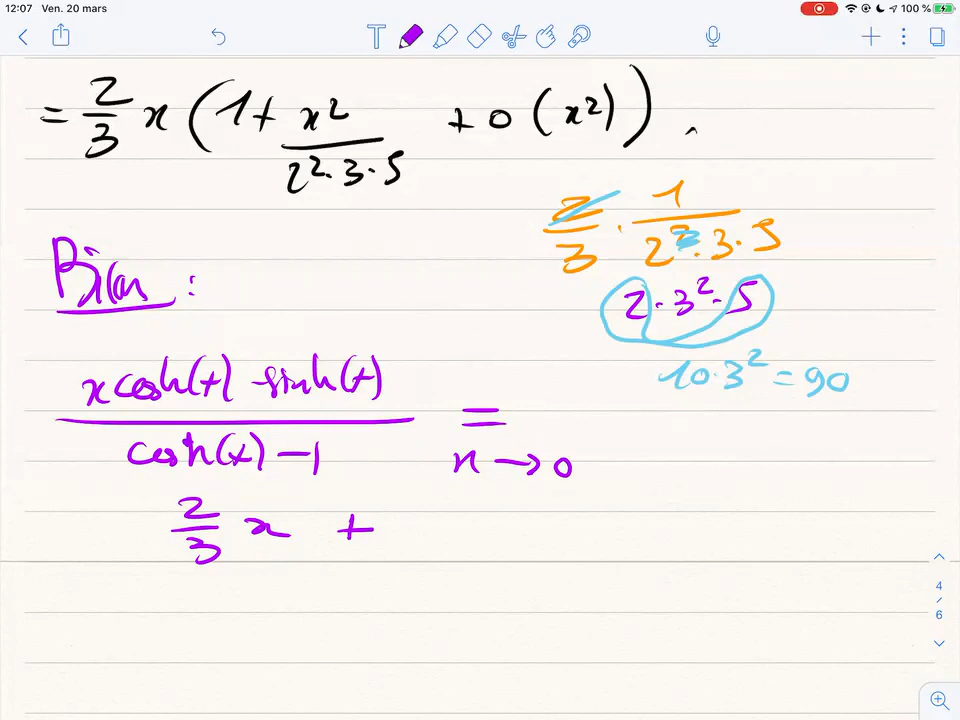 12:07 Ven. 20 mars 100 %
= 2/3 x (1 + x²/(2²·3·5) + o(x²)).
2/3 · 1/(2²·3·5)
2·3²·5
10·3² = 90
Bilan :
x cosh(x) sinh(x)
cosh(x) − 1
=
x → 0
2/3 x +
4
/
6